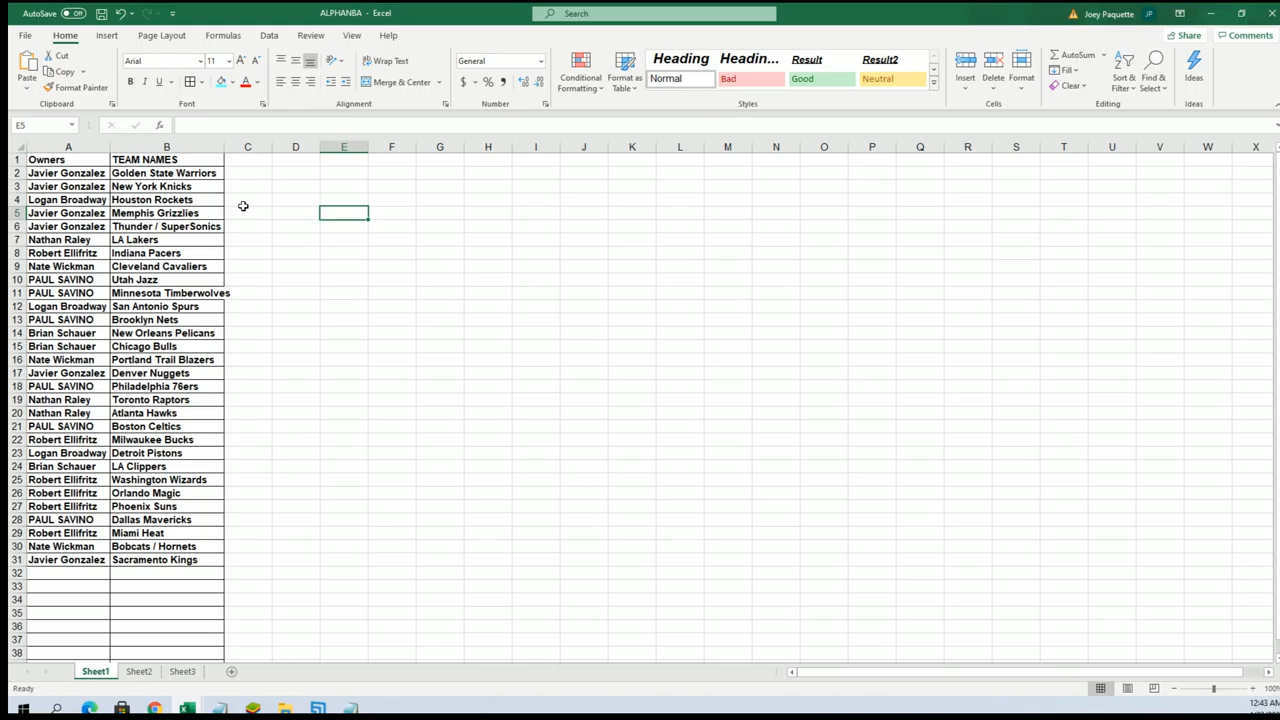 AutoSave Off ALPHANBA - Excel Search Joey Paquette JP
File Home Insert Page Layout Formulas Data Review View Help Share Comments
Cut Arial 11 Wrap Text General Heading Headin... Result Result2 AutoSum
Copy Fill
Paste Format Painter Merge & Center Conditional Formatting Format as Table Normal Bad Good Neutral Insert Delete Format Clear Sort & Filter Find & Select Ideas
Clipboard Font Alignment Number Styles Cells Editing Ideas
E5 fx
A B C D E F G H I J K L M N O P Q R S T U V W X
1 Owners TEAM NAMES
2 Javier Gonzalez Golden State Warriors
3 Javier Gonzalez New York Knicks
4 Logan Broadway Houston Rockets
5 Javier Gonzalez Memphis Grizzlies
6 Javier Gonzalez Thunder / SuperSonics
7 Nathan Raley LA Lakers
8 Robert Ellifritz Indiana Pacers
9 Nate Wickman Cleveland Cavaliers
10 PAUL SAVINO Utah Jazz
11 PAUL SAVINO Minnesota Timberwolves
12 Logan Broadway San Antonio Spurs
13 PAUL SAVINO Brooklyn Nets
14 Brian Schauer New Orleans Pelicans
15 Brian Schauer Chicago Bulls
16 Nate Wickman Portland Trail Blazers
17 Javier Gonzalez Denver Nuggets
18 PAUL SAVINO Philadelphia 76ers
19 Nathan Raley Toronto Raptors
20 Nathan Raley Atlanta Hawks
21 PAUL SAVINO Boston Celtics
22 Robert Ellifritz Milwaukee Bucks
23 Logan Broadway Detroit Pistons
24 Brian Schauer LA Clippers
25 Robert Ellifritz Washington Wizards
26 Robert Ellifritz Orlando Magic
27 Robert Ellifritz Phoenix Suns
28 PAUL SAVINO Dallas Mavericks
29 Robert Ellifritz Miami Heat
30 Nate Wickman Bobcats / Hornets
31 Javier Gonzalez Sacramento Kings
32
33
34
35
36
37
38
Sheet1 Sheet2 Sheet3
Ready 100%
12:43 AM